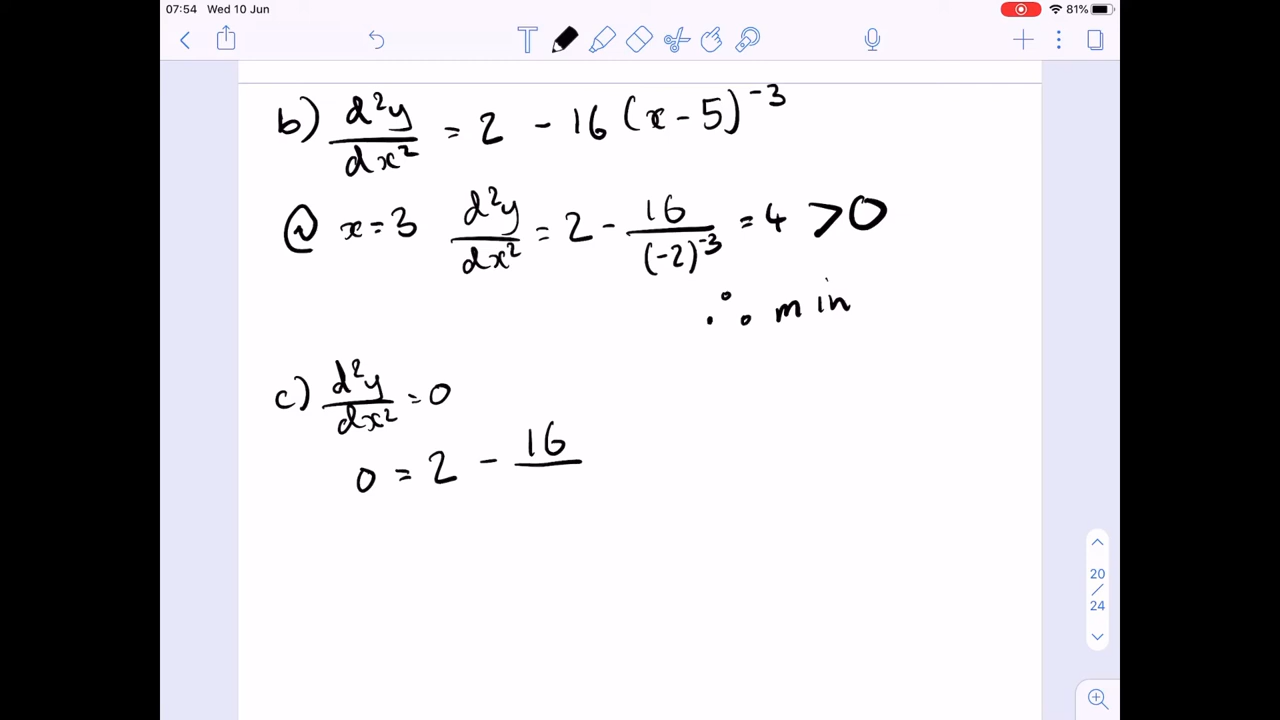 07:54 Wed 10 Jun 81%
T
b) d²y/dx² = 2 - 16(x-5)⁻³
@ x=3 d²y/dx² = 2 - 16/(-2)⁻³ = 4 >0
∴ min
c) d²y/dx² = 0
0 = 2 - 16
20
/
24